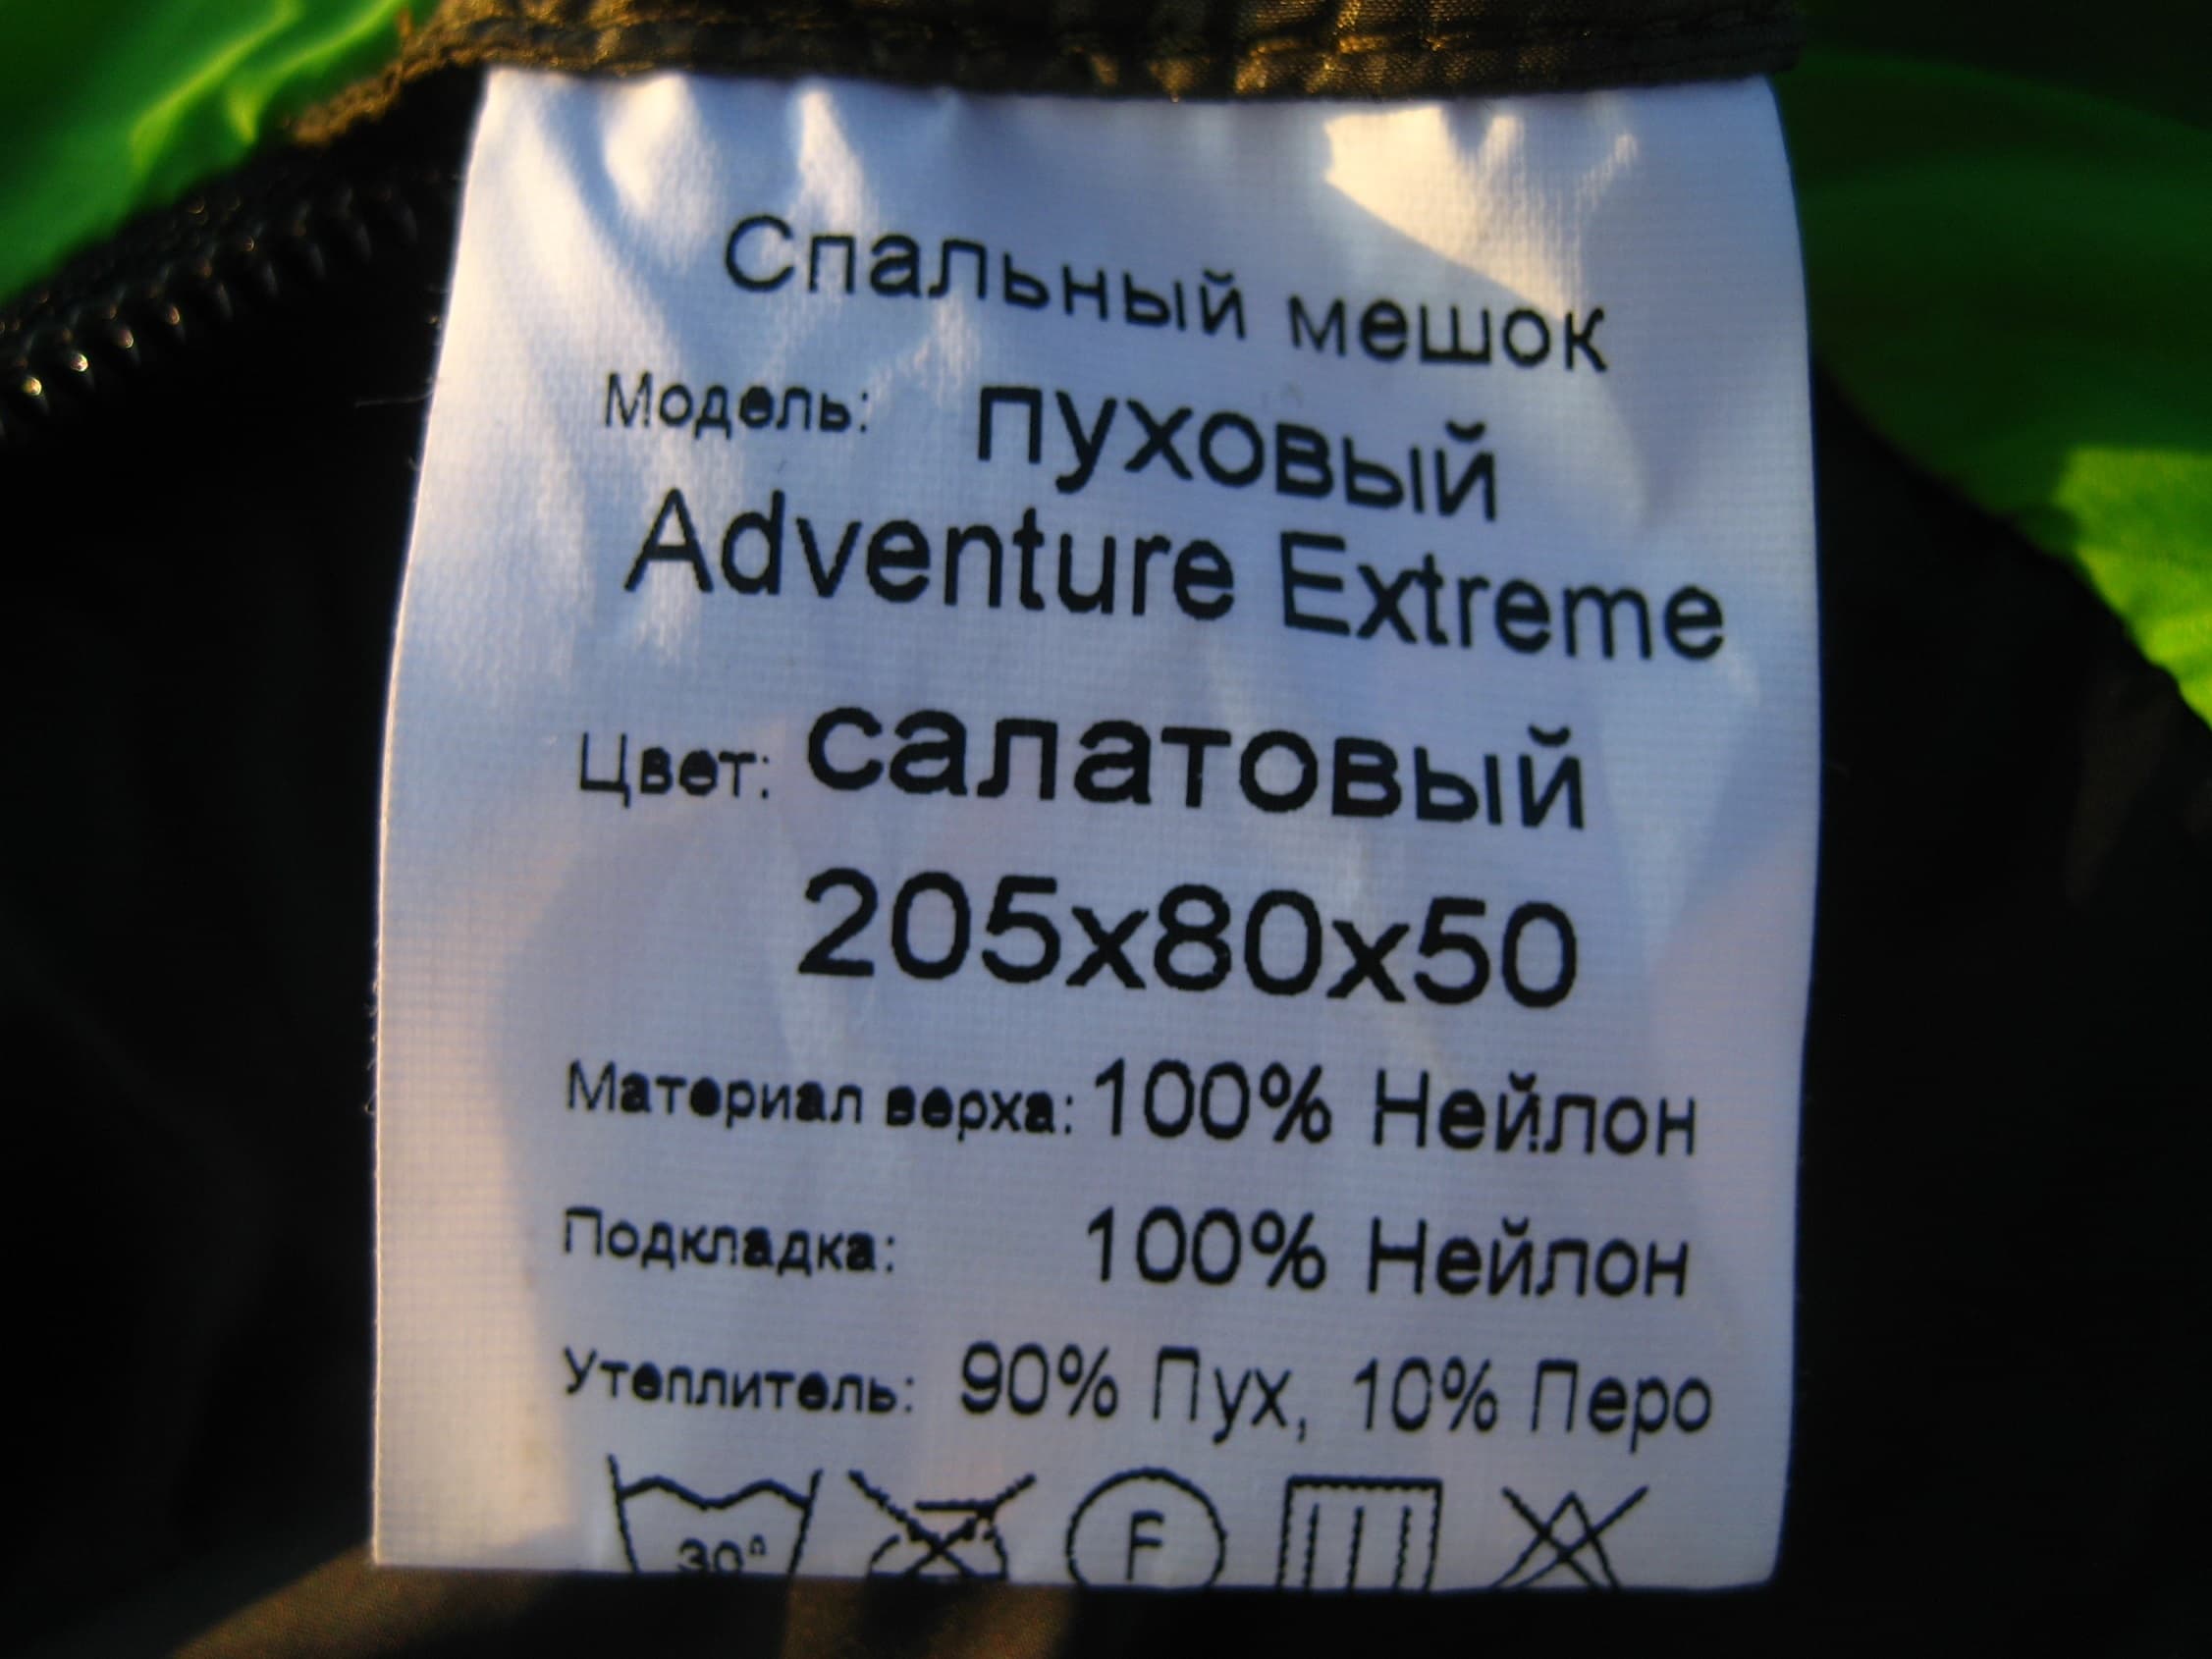 Спальный мешок
Модель: пуховый
Adventure Extreme
Цвет: салатовый
205x80x50
Материал верха: 100% Нейлон
Подкладка: 100% Нейлон
Утеплитель: 90% Пух, 10% Перо
30° F